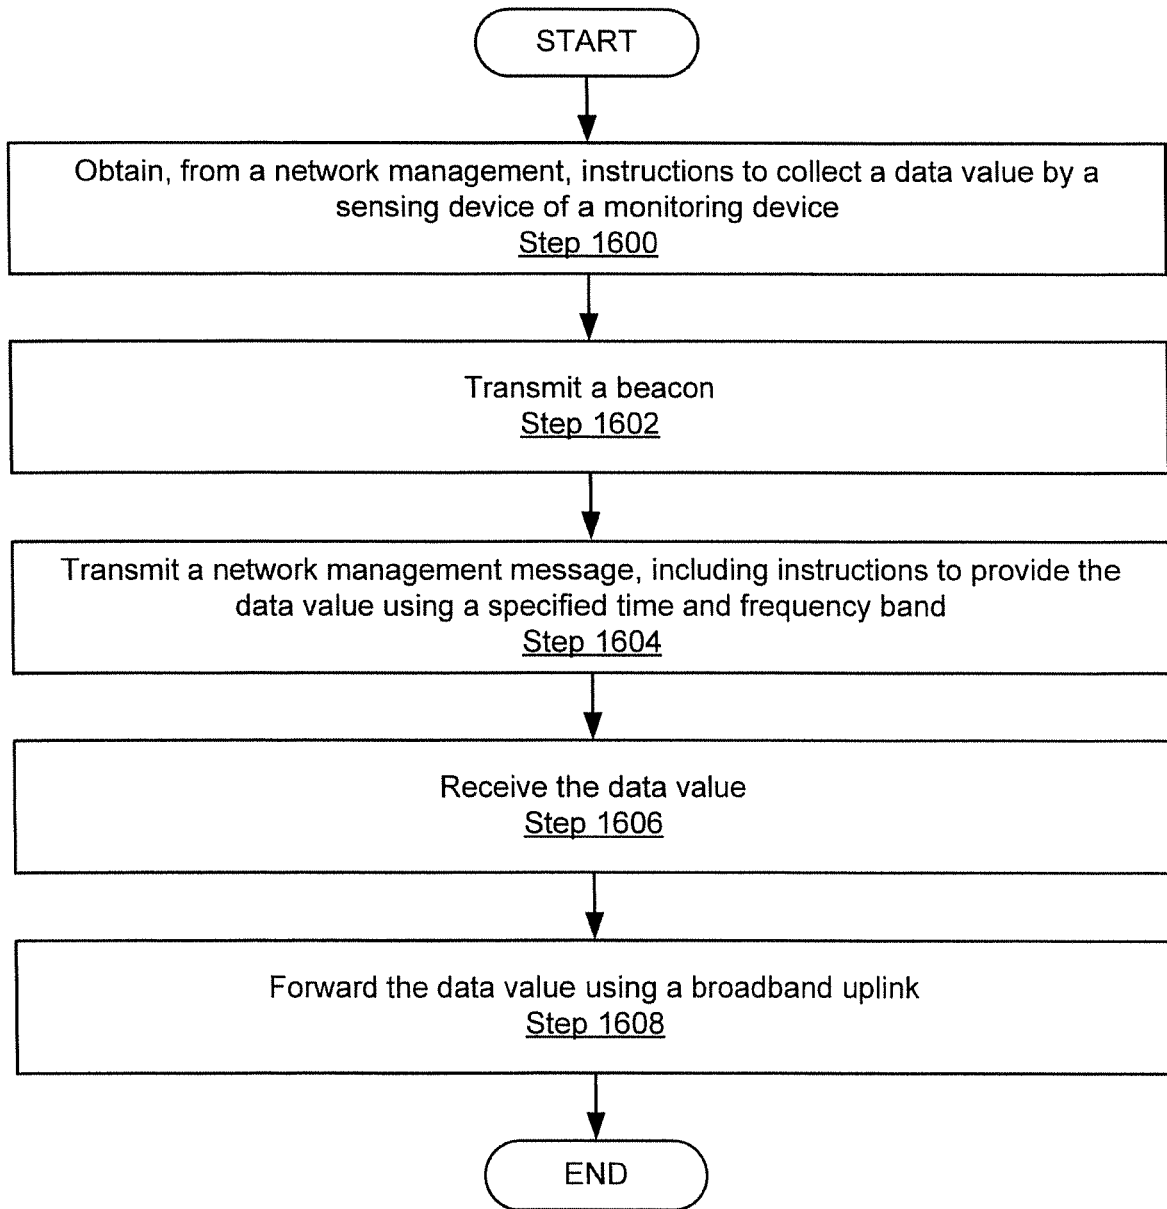 START
Obtain, from a network management, instructions to collect a data value by a
sensing device of a monitoring device
Step 1600
Transmit a beacon
Step 1602
Transmit a network management message, including instructions to provide the
data value using a specified time and frequency band
Step 1604
Receive the data value
Step 1606
Forward the data value using a broadband uplink
Step 1608
END